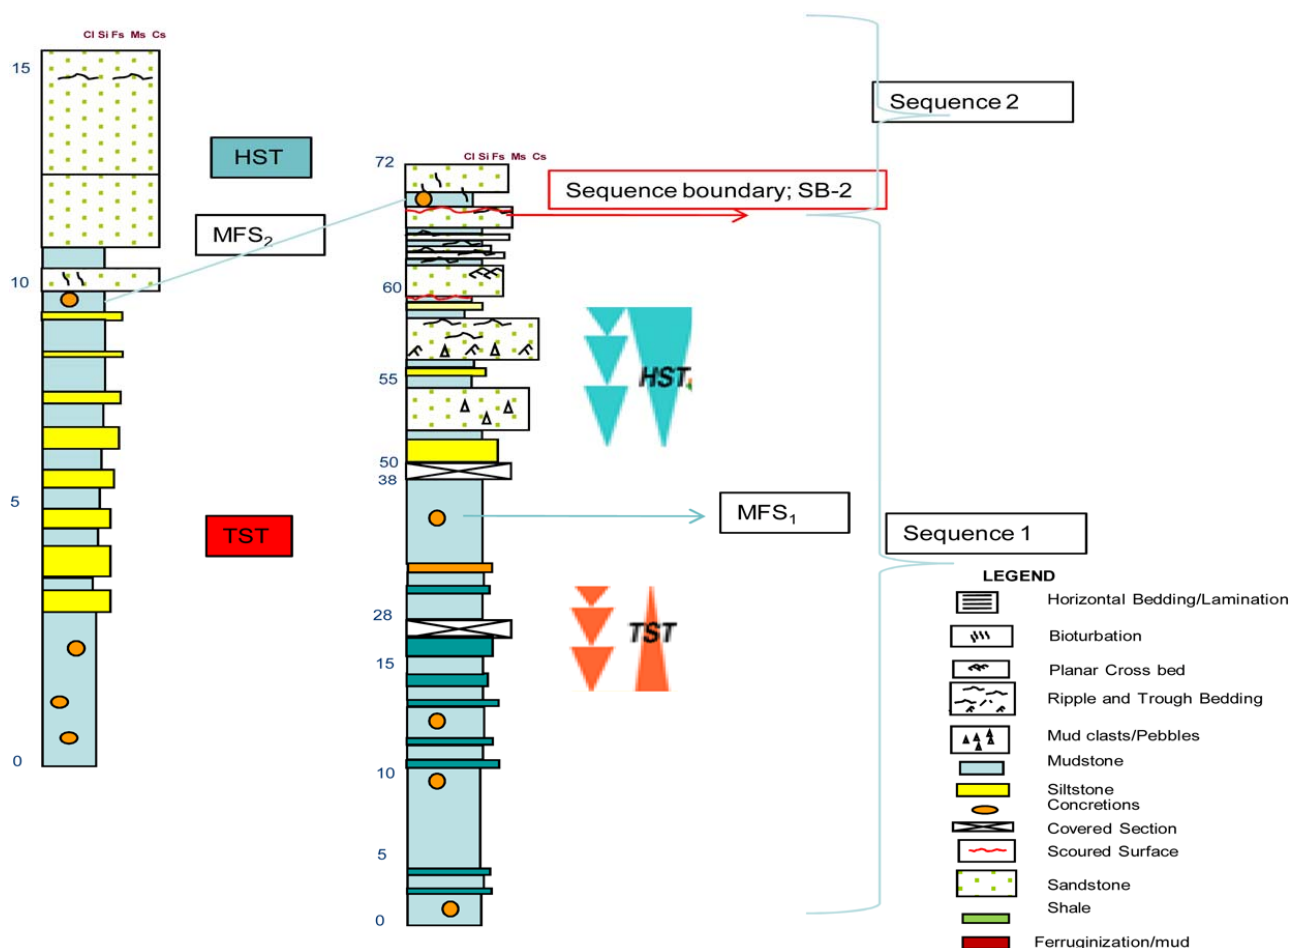 Cl Si Fs Ms Cs
15
10
5
0
HST
MFS₂
TST
Cl Si Fs Ms Cs
72
60
55
50
38
28
15
10
5
0
Sequence boundary; SB-2
HST
MFS₁
TST
Sequence 2
Sequence 1
LEGEND
Horizontal Bedding/Lamination
Bioturbation
Planar Cross bed
Ripple and Trough Bedding
Mud clasts/Pebbles
Mudstone
Siltstone
Concretions
Covered Section
Scoured Surface
Sandstone
Shale
Ferruginization/mud